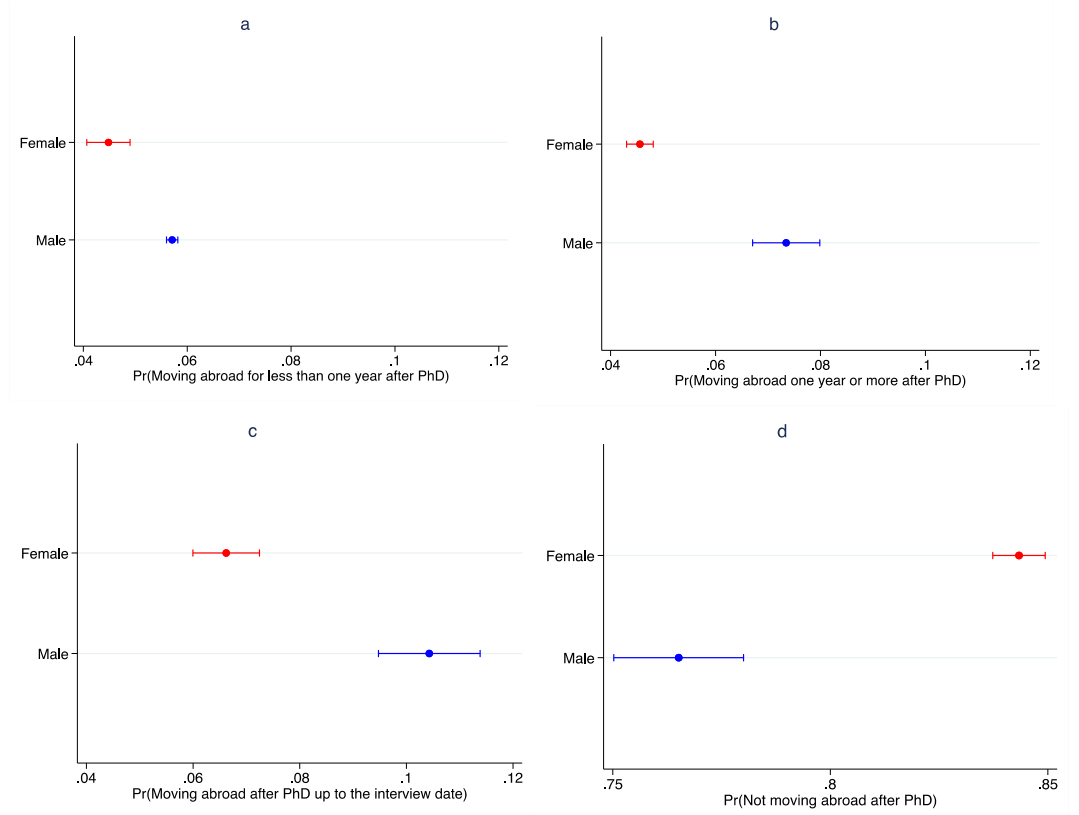 a
Female
Male
.04 .06 .08 .1 .12
Pr(Moving abroad for less than one year after PhD)
b
Female
Male
.04 .06 .08 .1 .12
Pr(Moving abroad one year or more after PhD)
c
Female
Male
.04 .06 .08 .1 .12
Pr(Moving abroad after PhD up to the interview date)
d
Female
Male
.75 .8 .85
Pr(Not moving abroad after PhD)